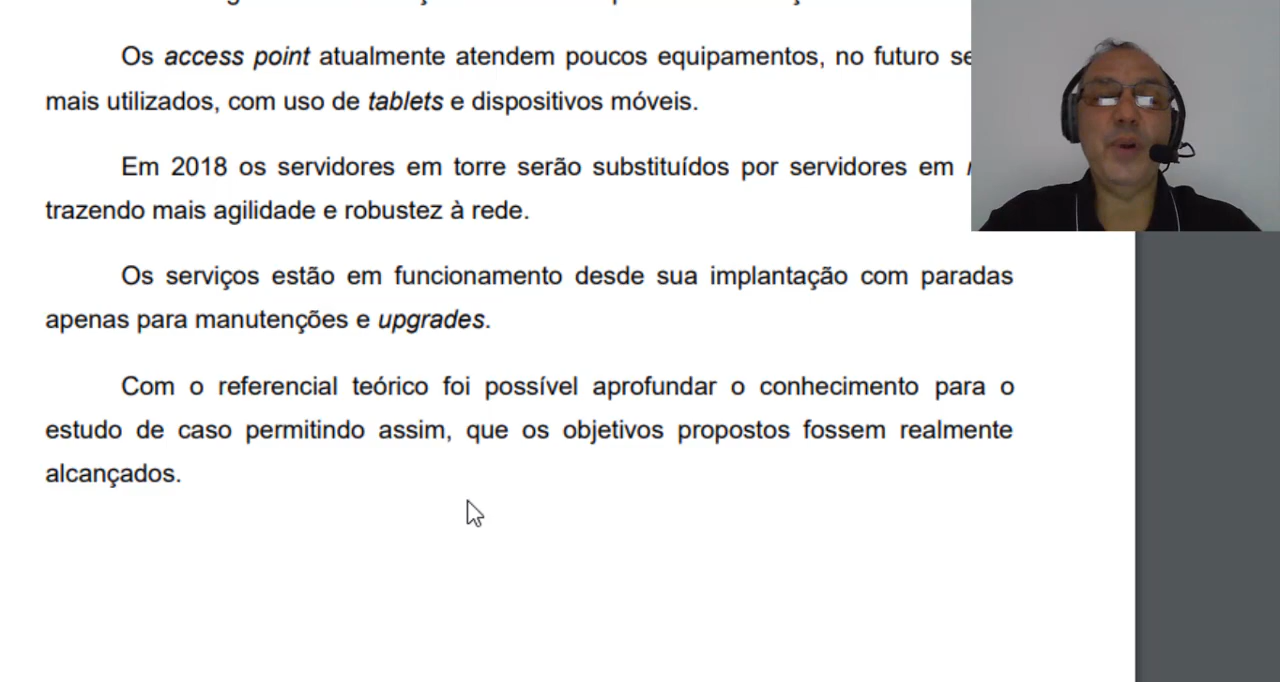 Os access point atualmente atendem poucos equipamentos, no futuro
mais utilizados, com uso de tablets e dispositivos móveis.
Em 2018 os servidores em torre serão substituídos por servidores em
trazendo mais agilidade e robustez à rede.
Os serviços estão em funcionamento desde sua implantação com paradas
apenas para manutenções e upgrades.
Com o referencial teórico foi possível aprofundar o conhecimento para o
estudo de caso permitindo assim, que os objetivos propostos fossem realmente
alcançados.